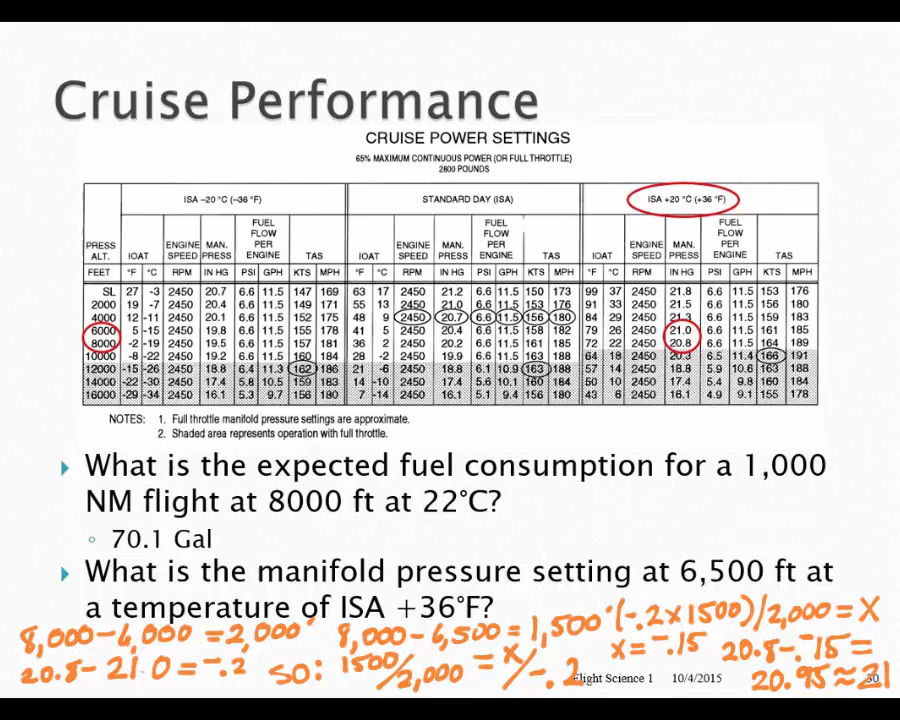 Cruise Performance
CRUISE POWER SETTINGS
65% MAXIMUM CONTINUOUS POWER (OR FULL THROTTLE)
2800 POUNDS
ISA –20 °C (–36 °F) STANDARD DAY (ISA) ISA +20 °C (+36 °F)
PRESS ALT. IOAT ENGINE SPEED MAN. PRESS FUEL FLOW PER ENGINE TAS IOAT ENGINE SPEED MAN. PRESS FUEL FLOW PER ENGINE TAS IOAT ENGINE SPEED MAN. PRESS FUEL FLOW PER ENGINE TAS
FEET °F °C RPM IN HG PSI GPH KTS MPH °F °C RPM IN HG PSI GPH KTS MPH °F °C RPM IN HG PSI GPH KTS MPH
SL 27 -3 2450 20.7 6.6 11.5 147 169 63 17 2450 21.2 6.6 11.5 150 173 99 37 2450 21.8 6.6 11.5 153 176
2000 19 -7 2450 20.4 6.6 11.5 149 171 55 13 2450 21.0 6.6 11.5 153 176 91 33 2450 21.5 6.6 11.5 156 180
4000 12 -11 2450 20.1 6.6 11.5 152 175 48 9 2450 20.7 6.6 11.5 156 180 84 29 2450 21.3 6.6 11.5 159 183
6000 5 -15 2450 19.8 6.6 11.5 155 178 41 5 2450 20.4 6.6 11.5 158 182 79 26 2450 21.0 6.6 11.5 161 185
8000 -2 -19 2450 19.5 6.6 11.5 157 181 36 2 2450 20.2 6.6 11.5 161 185 72 22 2450 20.8 6.6 11.5 164 189
10000 -8 -22 2450 19.2 6.6 11.5 160 184 28 -2 2450 19.9 6.6 11.5 163 188 64 18 2450 20.3 6.5 11.4 166 191
12000 -15 -26 2450 18.8 6.4 11.3 162 186 21 -6 2450 18.8 6.1 10.9 163 188 57 14 2450 18.8 5.9 10.6 163 188
14000 -22 -30 2450 17.4 5.8 10.5 159 183 14 -10 2450 17.4 5.6 10.1 160 184 50 10 2450 17.4 5.4 9.8 160 184
16000 -29 -34 2450 16.1 5.3 9.7 156 180 7 -14 2450 16.1 5.1 9.4 156 180 43 6 2450 16.1 4.9 9.1 155 178
NOTES: 1. Full throttle manifold pressure settings are approximate.
2. Shaded area represents operation with full throttle.
What is the expected fuel consumption for a 1,000
NM flight at 8000 ft at 22°C?
70.1 Gal
What is the manifold pressure setting at 6,500 ft at
a temperature of ISA +36°F?
8,000-6,000 = 2,000' 8,000-6,500 = 1,500' (-.2x1500)/2,000 = X
20.8-21.0 = -.2 SO: 1500/2,000 = X/-.2 X = -.15 20.8--.15 =
20.95≈21
Flight Science 1 10/4/2015 30